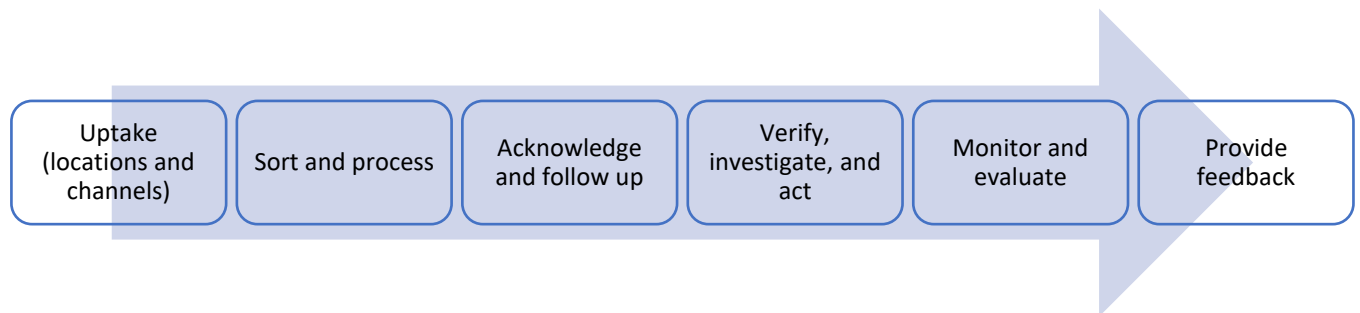 Uptake
(locations and
channels)
Sort and process
Acknowledge
and follow up
Verify,
investigate, and
act
Monitor and
evaluate
Provide
feedback